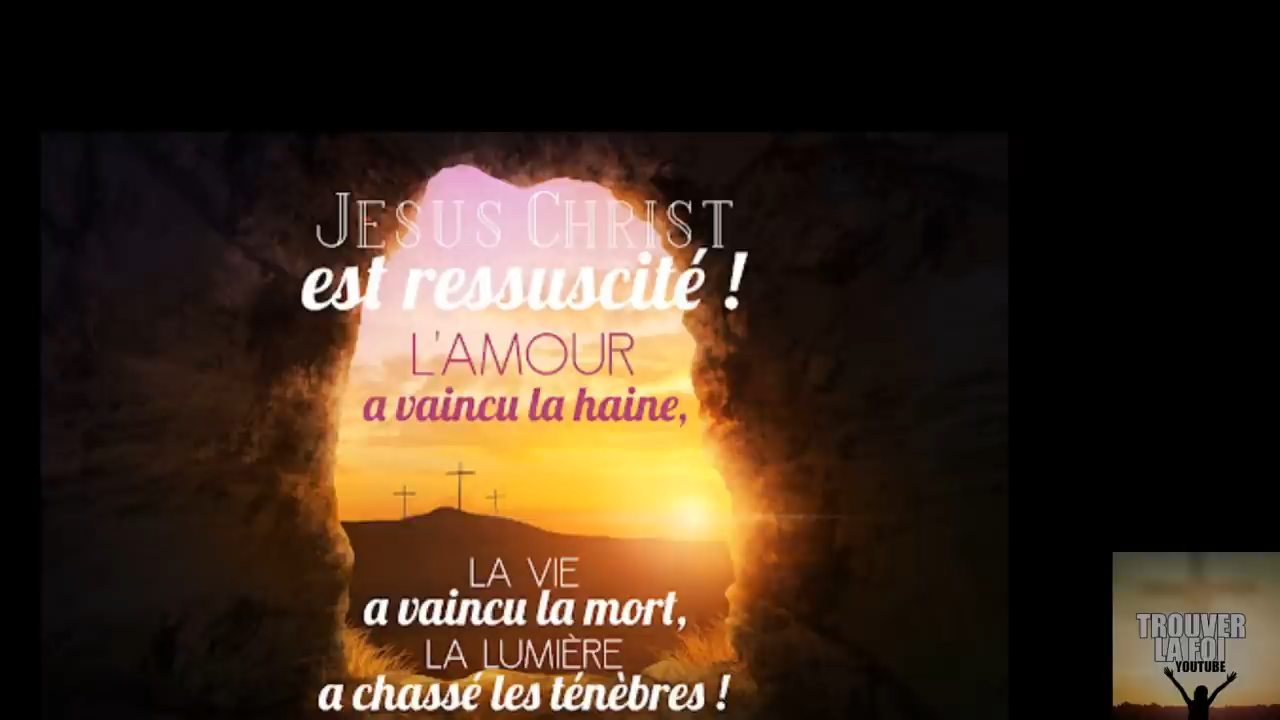 JESUS CHRIST
est ressuscité !
L'AMOUR
a vaincu la haine,
LA VIE
a vaincu la mort,
LA LUMIÈRE
a chassé les ténèbres !
TROUVER
LA FOI
YOUTUBE